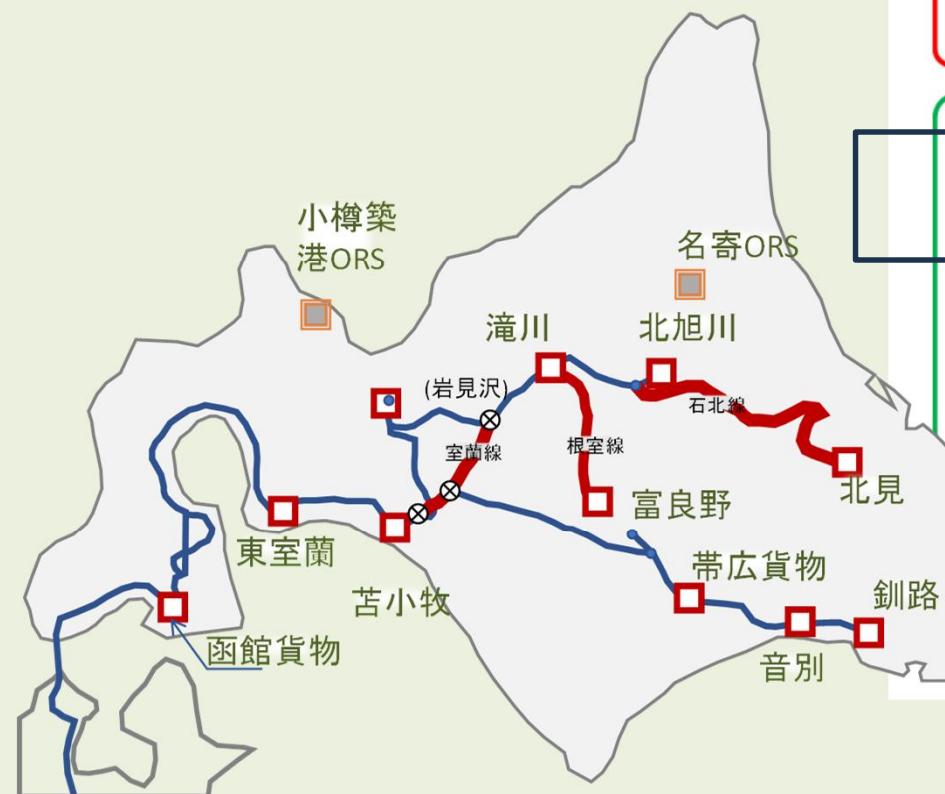 小樽築
港ORS
名寄ORS
滝川
北旭川
(岩見沢)
石北線
室蘭線
根室線
北見
富良野
東室蘭
帯広貨物
苫小牧
釧路
函館貨物
音別